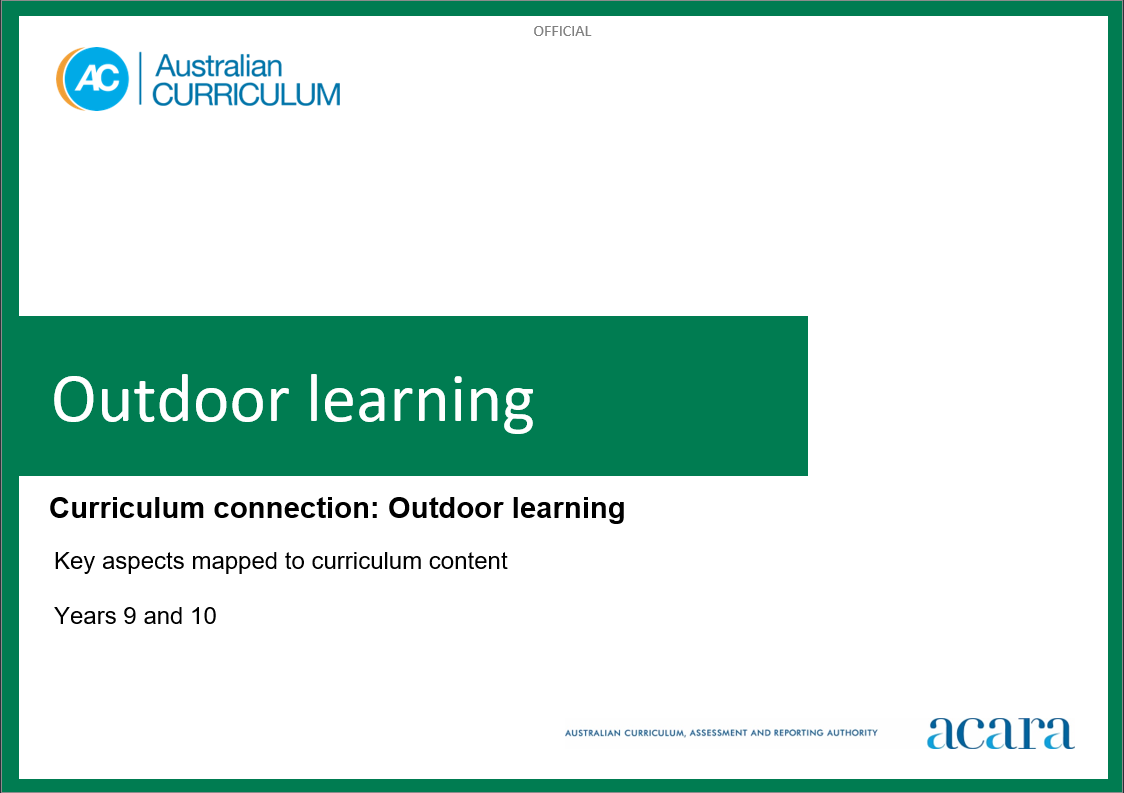 OFFICIAL
AC
Australian
CURRICULUM
Outdoor learning
Curriculum connection: Outdoor learning
Key aspects mapped to curriculum content
Years 9 and 10
AUSTRALIAN CURRICULUM, ASSESSMENT AND REPORTING AUTHORITY
acara